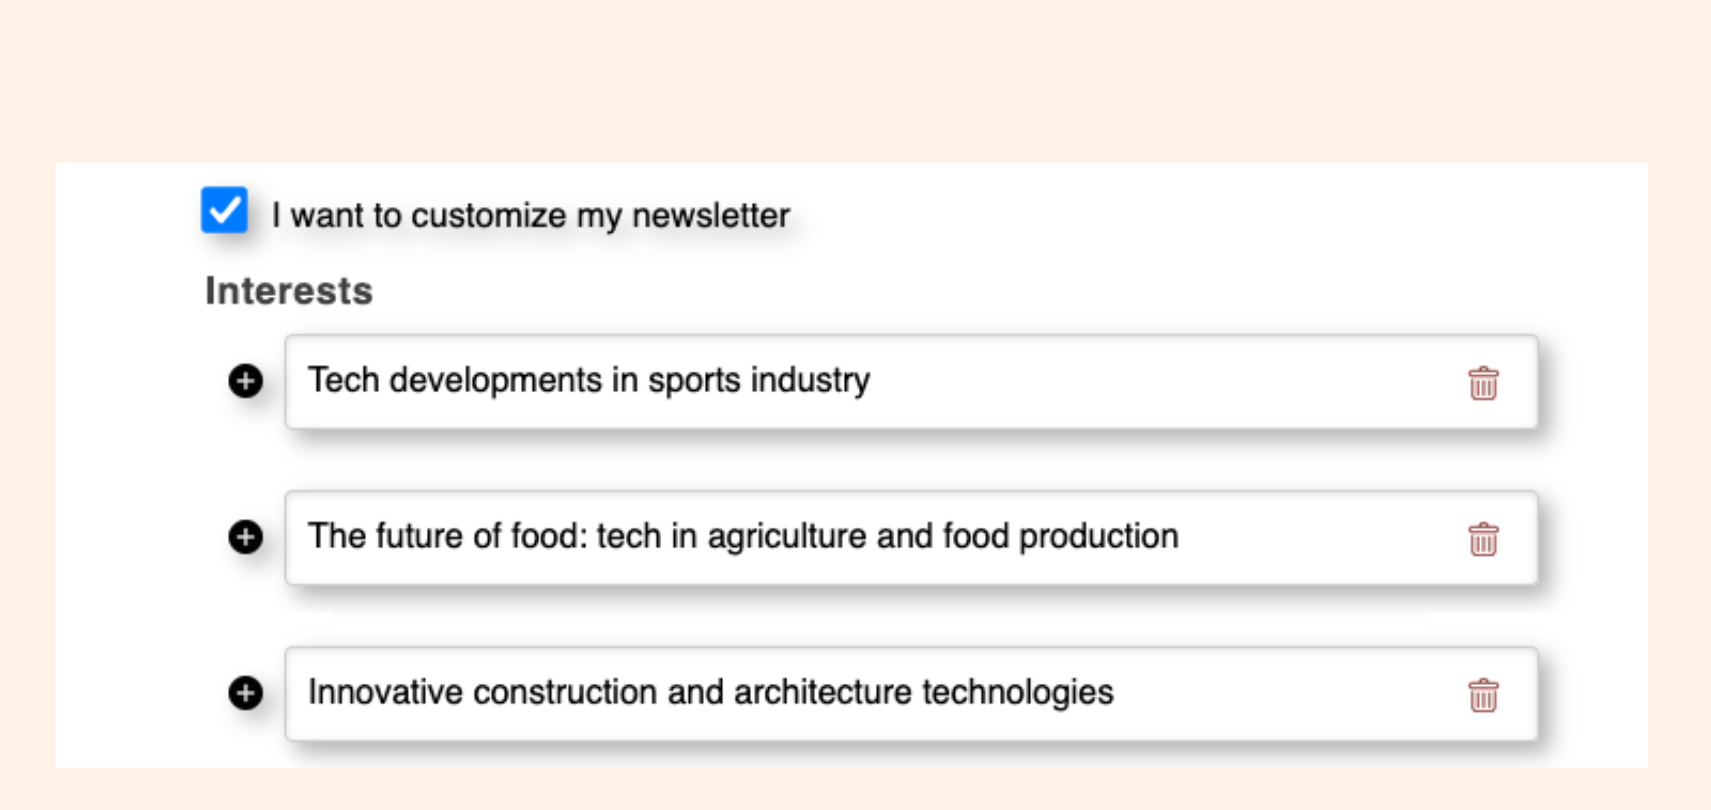 I want to customize my newsletter
Interests
Tech developments in sports industry
The future of food: tech in agriculture and food production
Innovative construction and architecture technologies